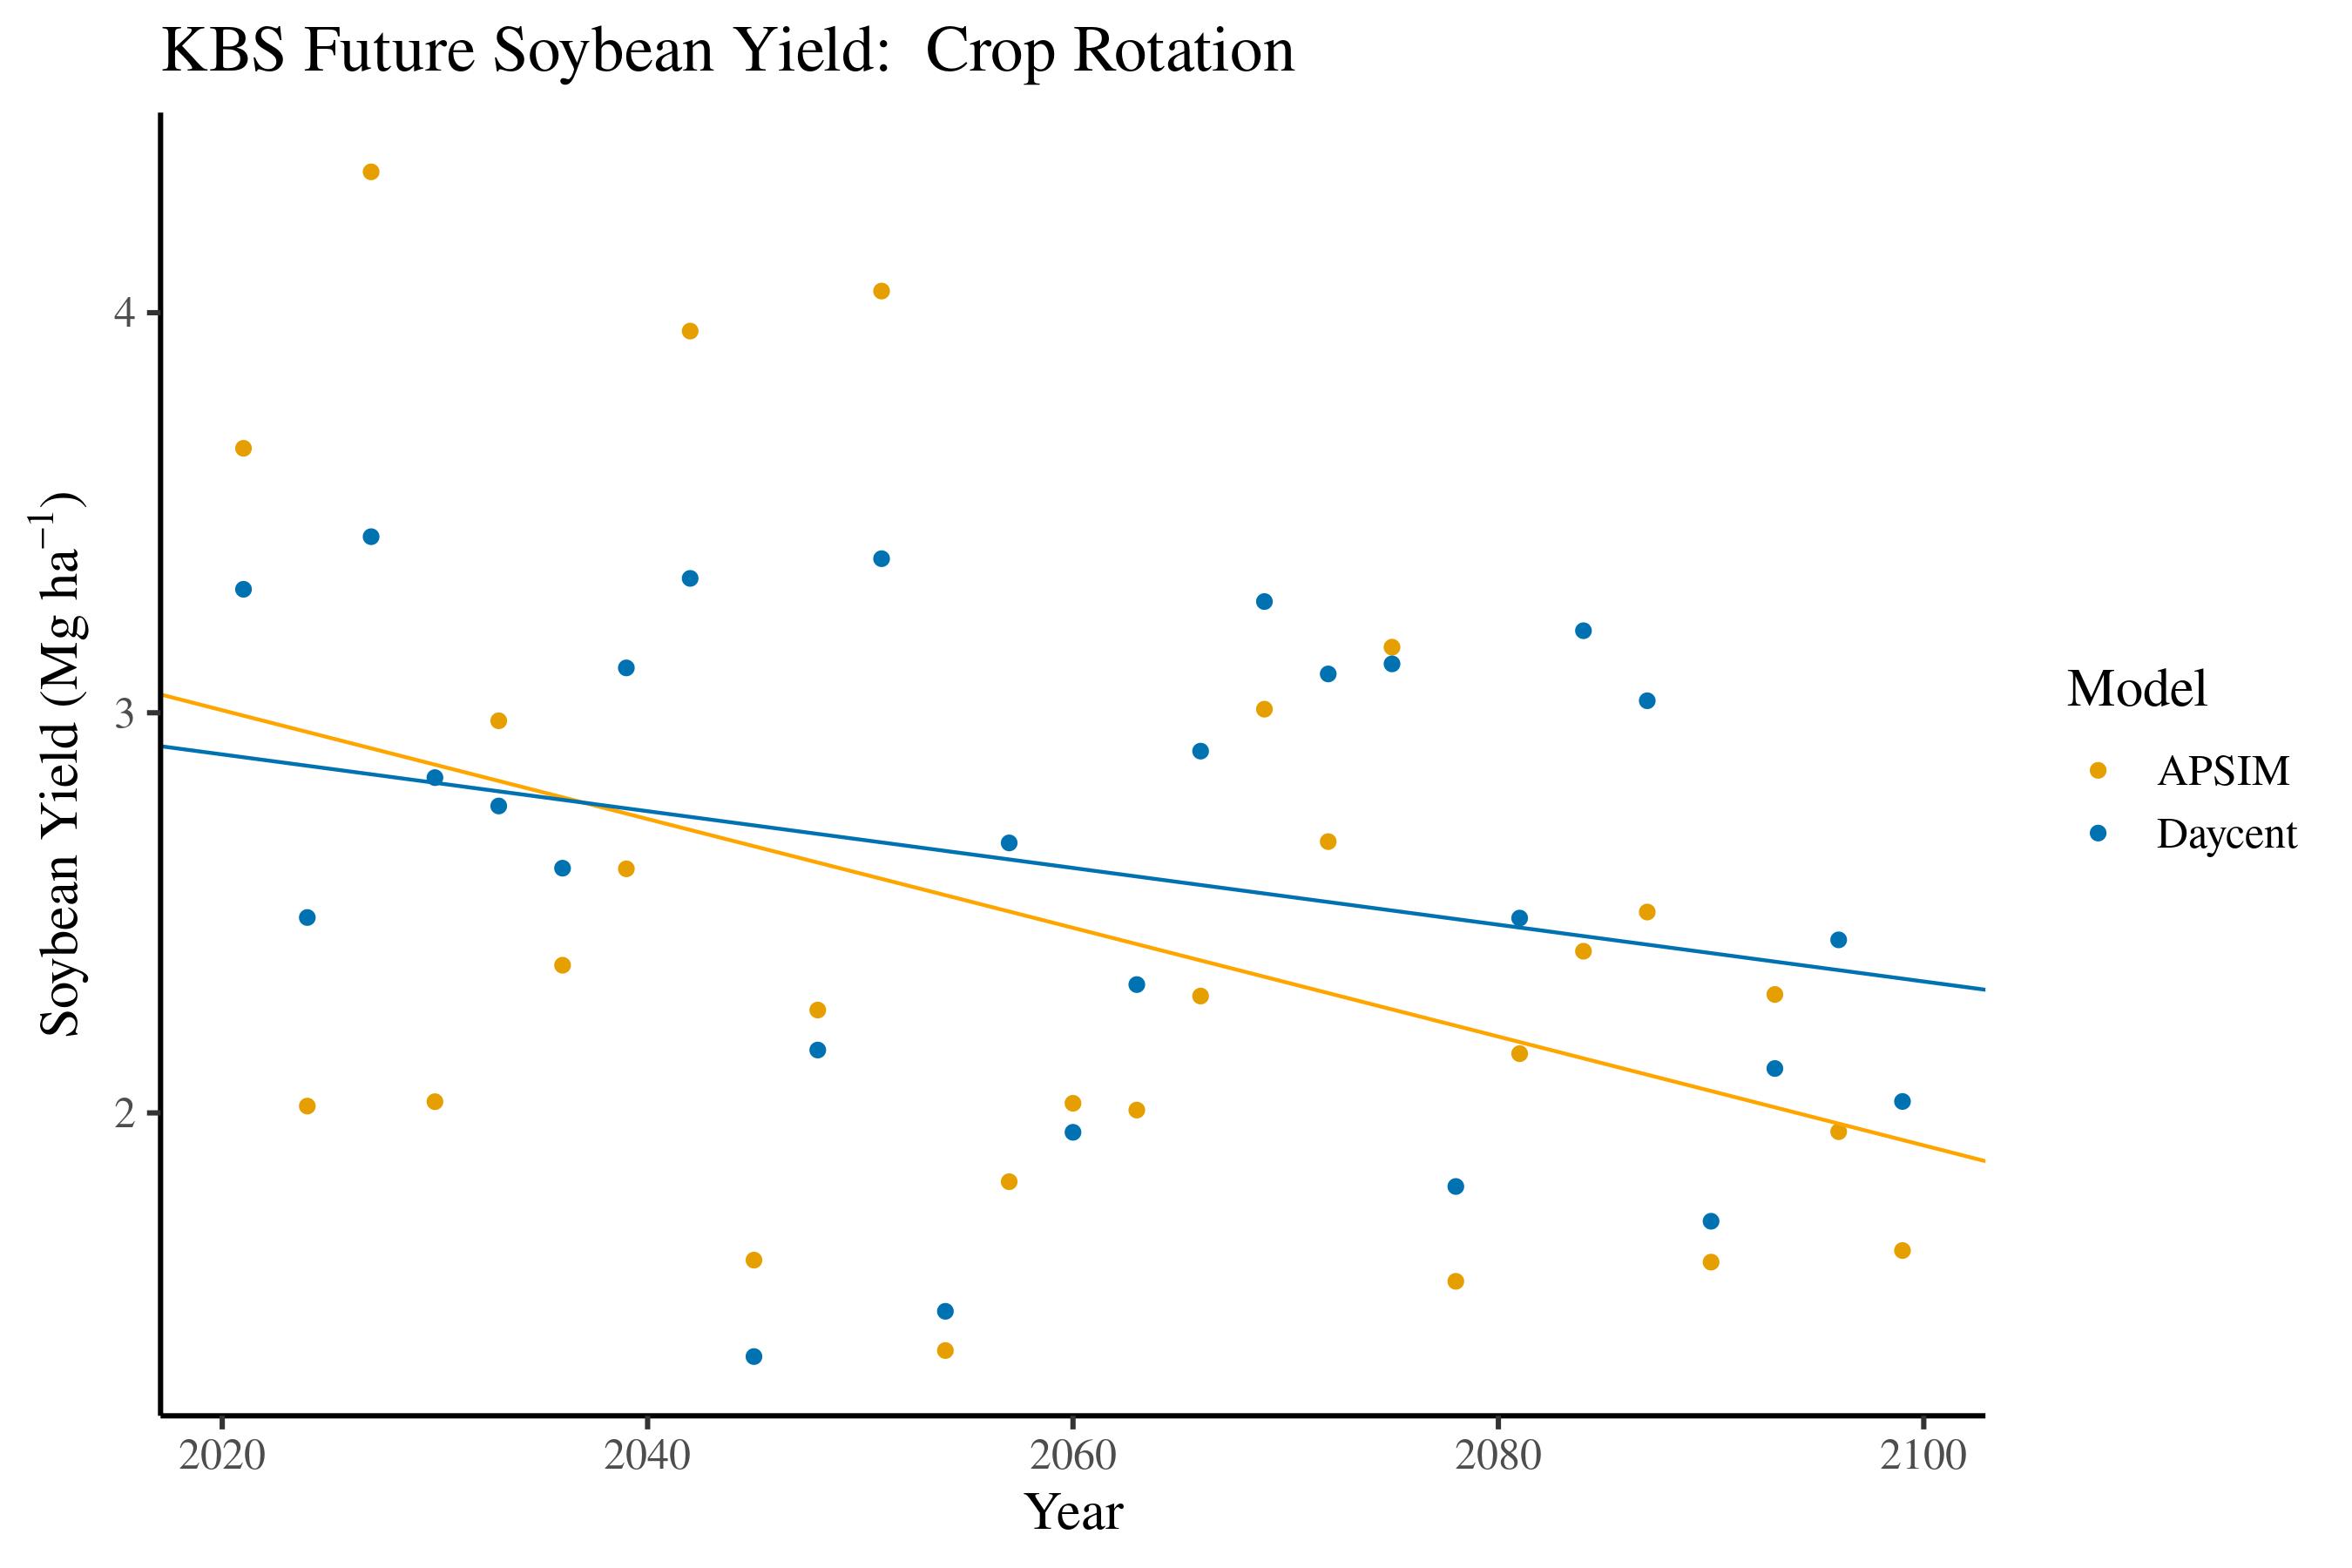 KBS Future Soybean Yield:  Crop Rotation
Soybean Yield (Mg ha⁻¹)
4
3
2
2020
2040
2060
2080
2100
Year
Model
APSIM
Daycent